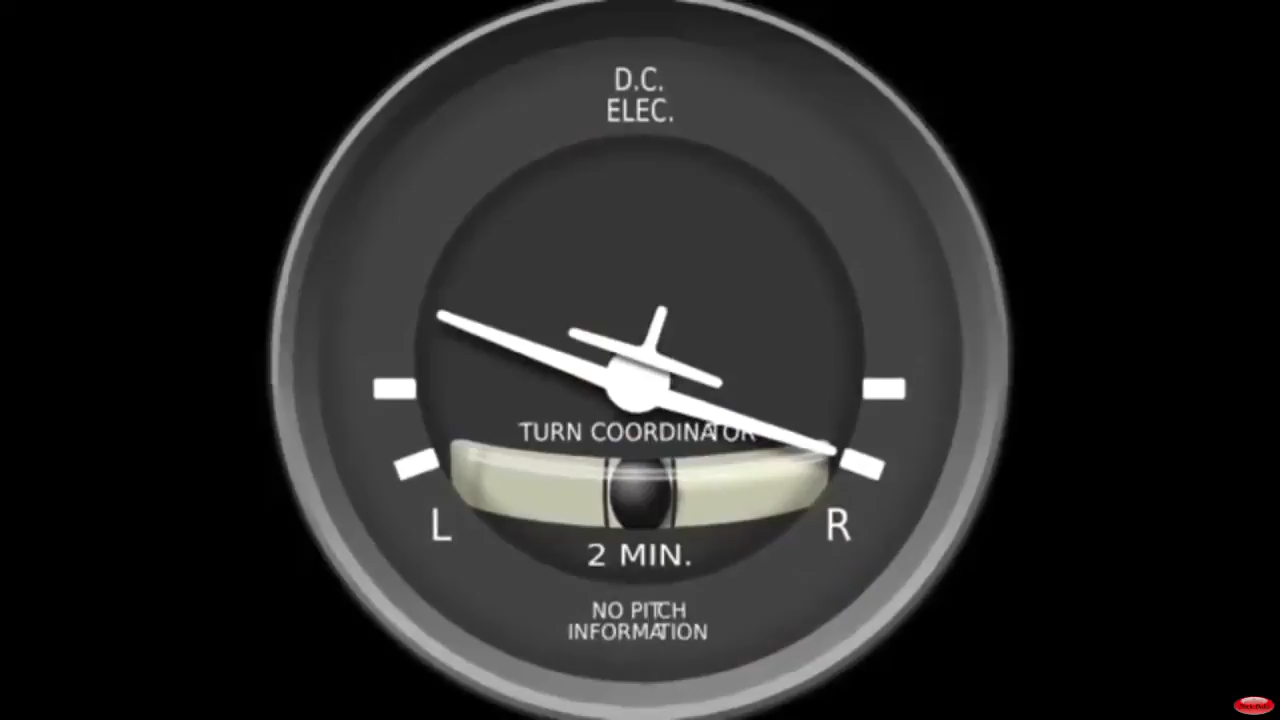 D.C.
ELEC.
TURN COORDINATOR
L
R
2 MIN.
NO PITCH
INFORMATION